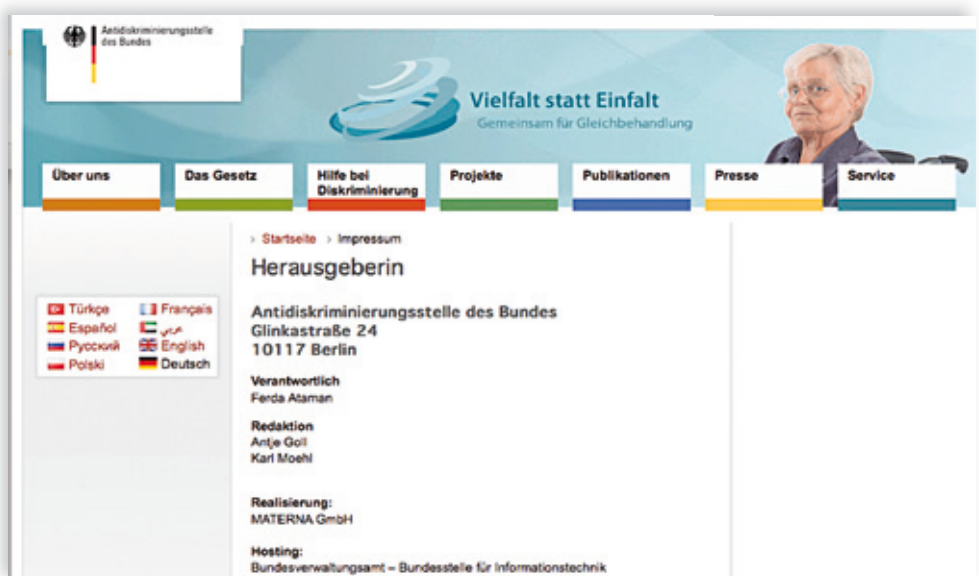 Antidiskriminierungsstelle
des Bundes
Vielfalt statt Einfalt
Gemeinsam für Gleichbehandlung
Über uns
Das Gesetz
Hilfe bei
Diskriminierung
Projekte
Publikationen
Presse
Service
› Startseite › Impressum
Herausgeberin
Türkçe
Français
Español
عربي
Русский
English
Polski
Deutsch
Antidiskriminierungsstelle des Bundes
Glinkastraße 24
10117 Berlin
Verantwortlich
Ferda Ataman
Redaktion
Antje Goll
Karl Moehl
Realisierung:
MATERNA GmbH
Hosting:
Bundesverwaltungsamt – Bundesstelle für Informationstechnik